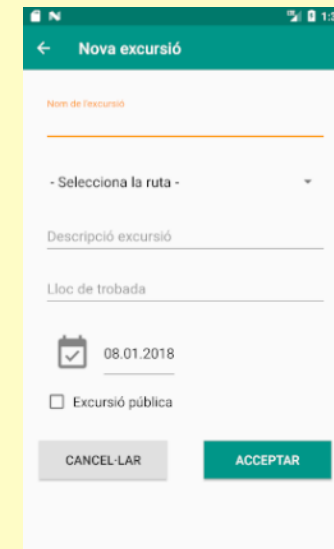 Nova excursió
Nom de l'excursió
- Selecciona la ruta -
Descripció excursió
Lloc de trobada
08.01.2018
Excursió pública
CANCEL·LAR
ACCEPTAR